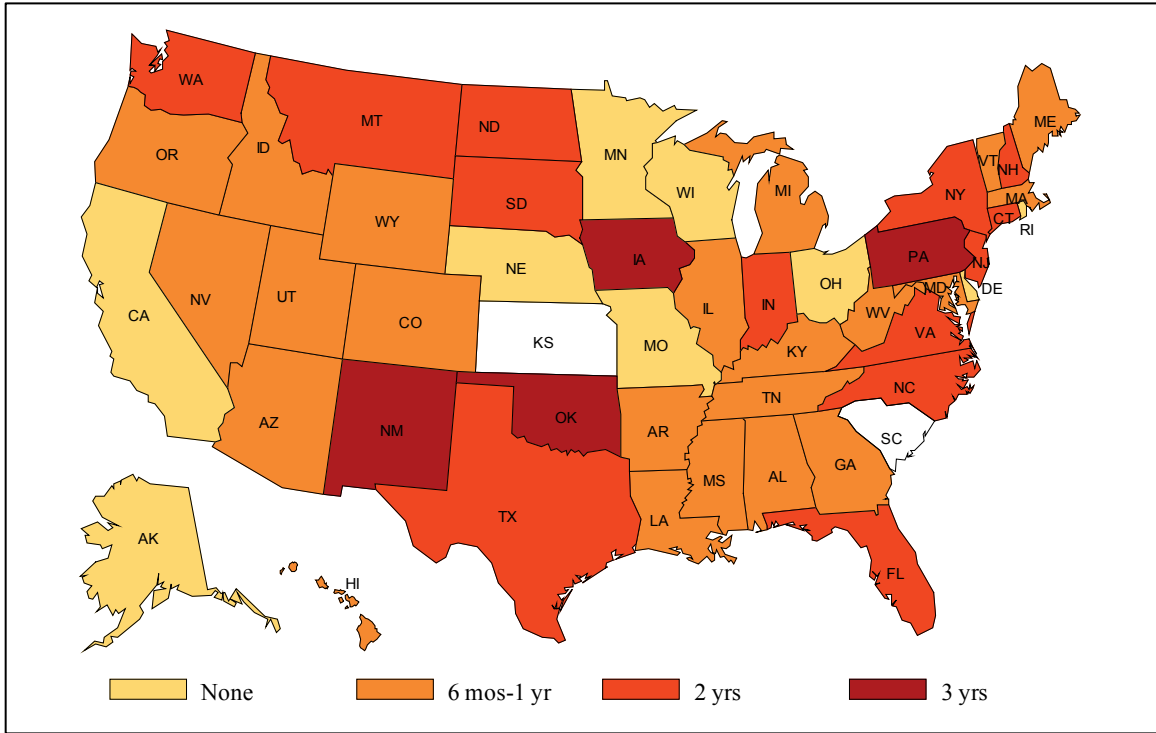 WA
MT
ND
MN
ME
OR
ID
VT
NH
WI
MI
NY
MA
SD
WY
CT
RI
IA
PA
NE
NJ
NV
OH
MD
DE
UT
IL
IN
CA
CO
WV
KS
MO
VA
KY
NC
TN
AZ
NM
OK
AR
SC
GA
MS
AL
TX
LA
AK
FL
HI
None
6 mos-1 yr
2 yrs
3 yrs